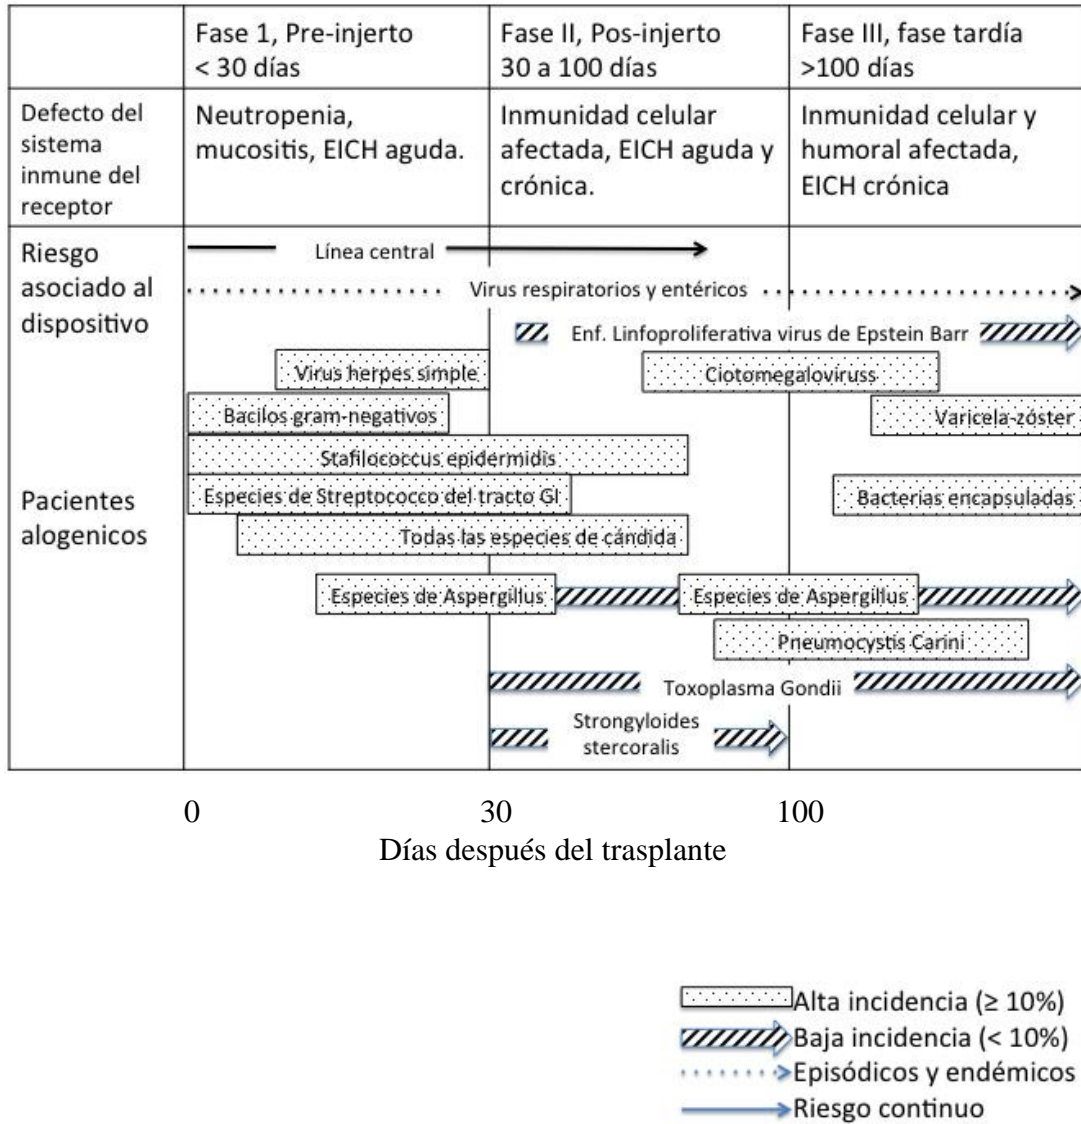 Fase 1, Pre-injerto
< 30 días
Fase II, Pos-injerto
30 a 100 días
Fase III, fase tardía
>100 días
Defecto del
sistema
inmune del
receptor
Neutropenia,
mucositis, EICH aguda.
Inmunidad celular
afectada, EICH aguda y
crónica.
Inmunidad celular y
humoral afectada,
EICH crónica
Riesgo
asociado al
dispositivo
Línea central
Virus respiratorios y entéricos
Enf. Linfoproliferativa virus de Epstein Barr
Pacientes
alogenicos
Virus herpes simple
Ciotomegaloviruss
Bacilos gram-negativos
Varicela-zóster
Stafilococcus epidermidis
Especies de Streptococo del tracto GI
Bacterias encapsuladas
Todas las especies de cándida
Especies de Aspergillus
Especies de Aspergillus
Pneumocystis Carini
Toxoplasma Gondii
Strongyloides
stercoralis
0
30
100
Días después del trasplante
Alta incidencia (≥ 10%)
Baja incidencia (< 10%)
Episódicos y endémicos
Riesgo continuo